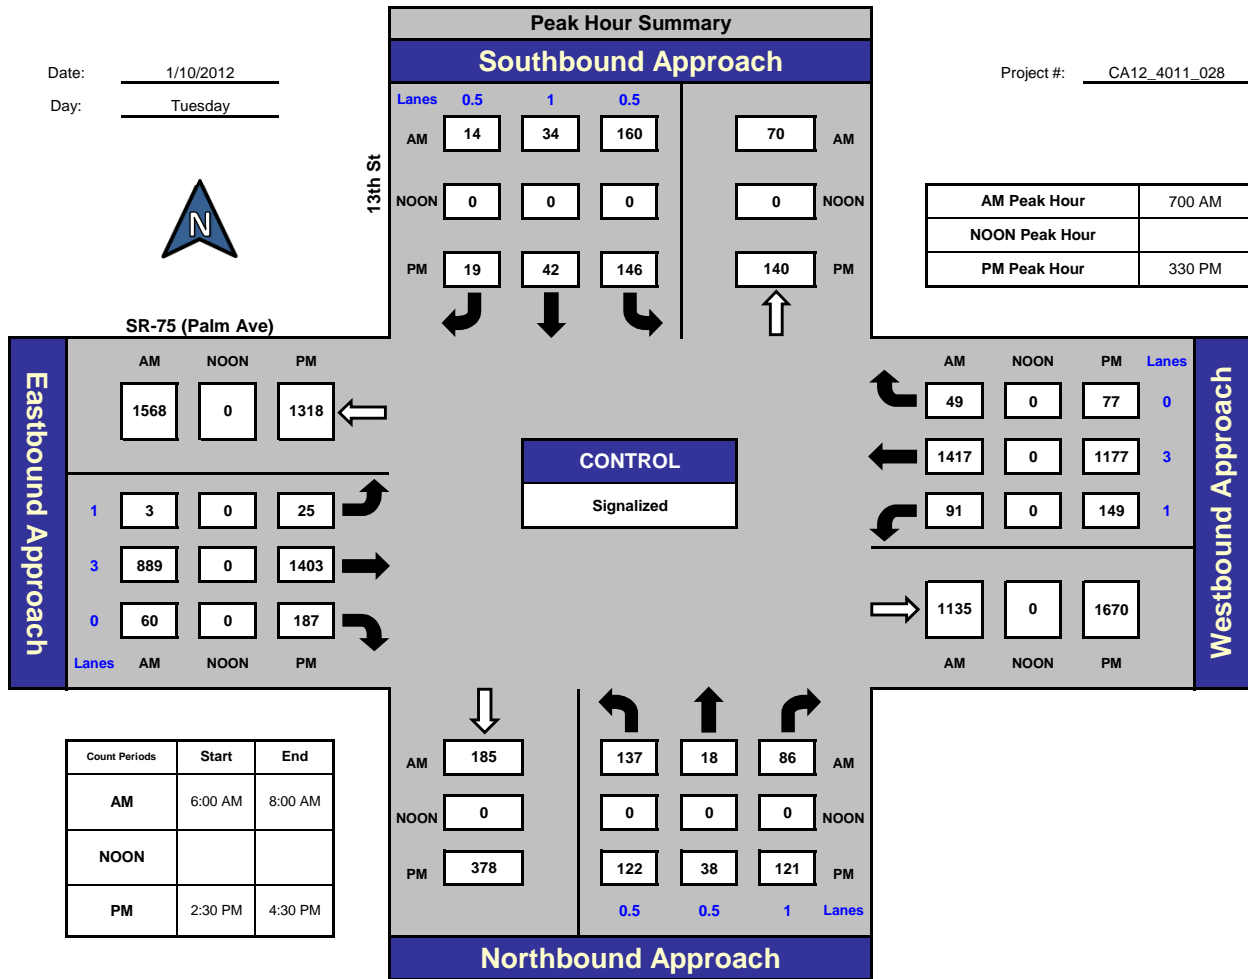 Peak Hour Summary
Southbound Approach
Date: 1/10/2012
Project #: CA12_4011_028
Day: Tuesday
Lanes 0.5 1 0.5
AM 14 34 160 70 AM
13th St
N
NOON 0 0 0 0 NOON
AM Peak Hour 700 AM
NOON Peak Hour
PM Peak Hour 330 PM
PM 19 42 146 140 PM
SR-75 (Palm Ave)
Eastbound Approach
AM NOON PM
1568 0 1318
1 3 0 25
3 889 0 1403
0 60 0 187
Lanes AM NOON PM
CONTROL
Signalized
AM NOON PM Lanes
49 0 77 0
1417 0 1177 3
91 0 149 1
1135 0 1670
AM NOON PM
Westbound Approach
Count Periods Start End
AM 6:00 AM 8:00 AM
NOON
PM 2:30 PM 4:30 PM
AM 185 137 18 86 AM
NOON 0 0 0 0 NOON
PM 378 122 38 121 PM
0.5 0.5 1 Lanes
Northbound Approach